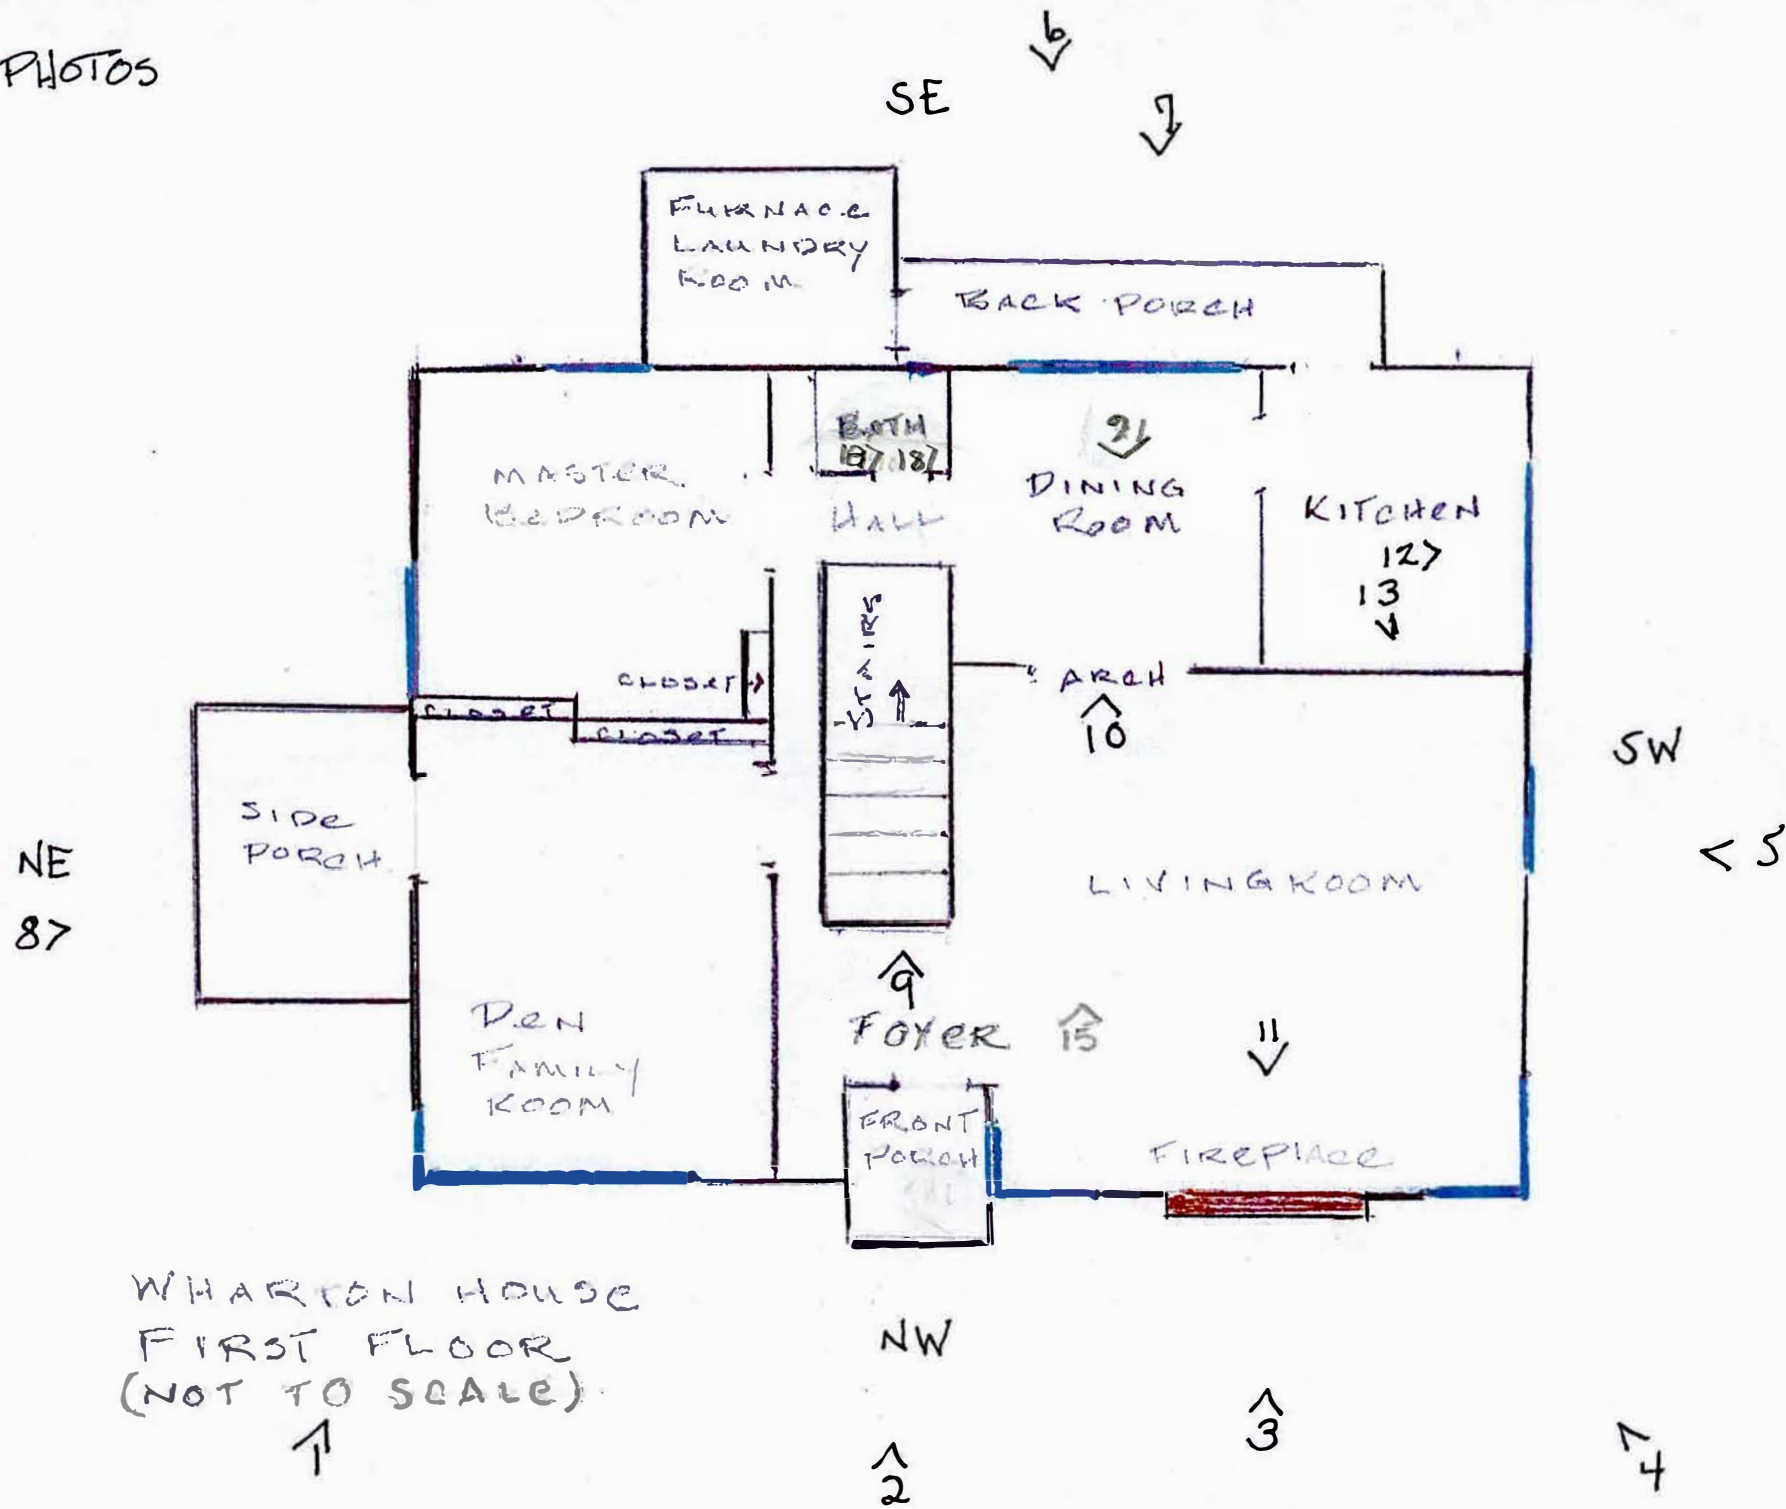 PHOTOS
6
SE
7
FURNACE
LAUNDRY
ROOM
BACK PORCH
BATH
18>
MASTER
BEDROOM
HALL
DINING
ROOM
KITCHEN
12>
13
STAIRS
CLOSET
CLOSET
CLOSET
ARCH
10
SW
SIDE
PORCH
NE
8>
< 5
LIVINGROOM
9
FOYER
15
11
DEN
FAMILY
ROOM
FRONT
PORCH
FIREPLACE
WHARTON HOUSE
FIRST FLOOR
(NOT TO SCALE)
NW
1
2
3
4